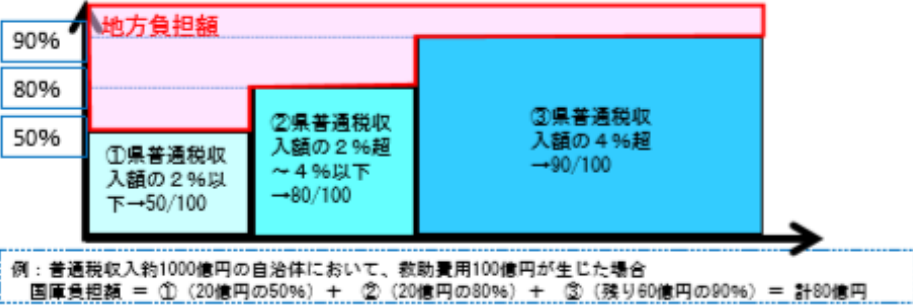 地方負担額
90%
80%
50%
①県普通税収
入額の２％以
下→50/100
②県普通税収
入額の２％超
～４％以下
→80/100
③県普通税収
入額の４％超
→90/100
例：普通税収入約1000億円の自治体において、救助費用100億円が生じた場合
国庫負担額 ＝ ①（20億円の50%）＋ ②（20億円の80%）＋ ③（残り60億円の90%）＝ 計80億円